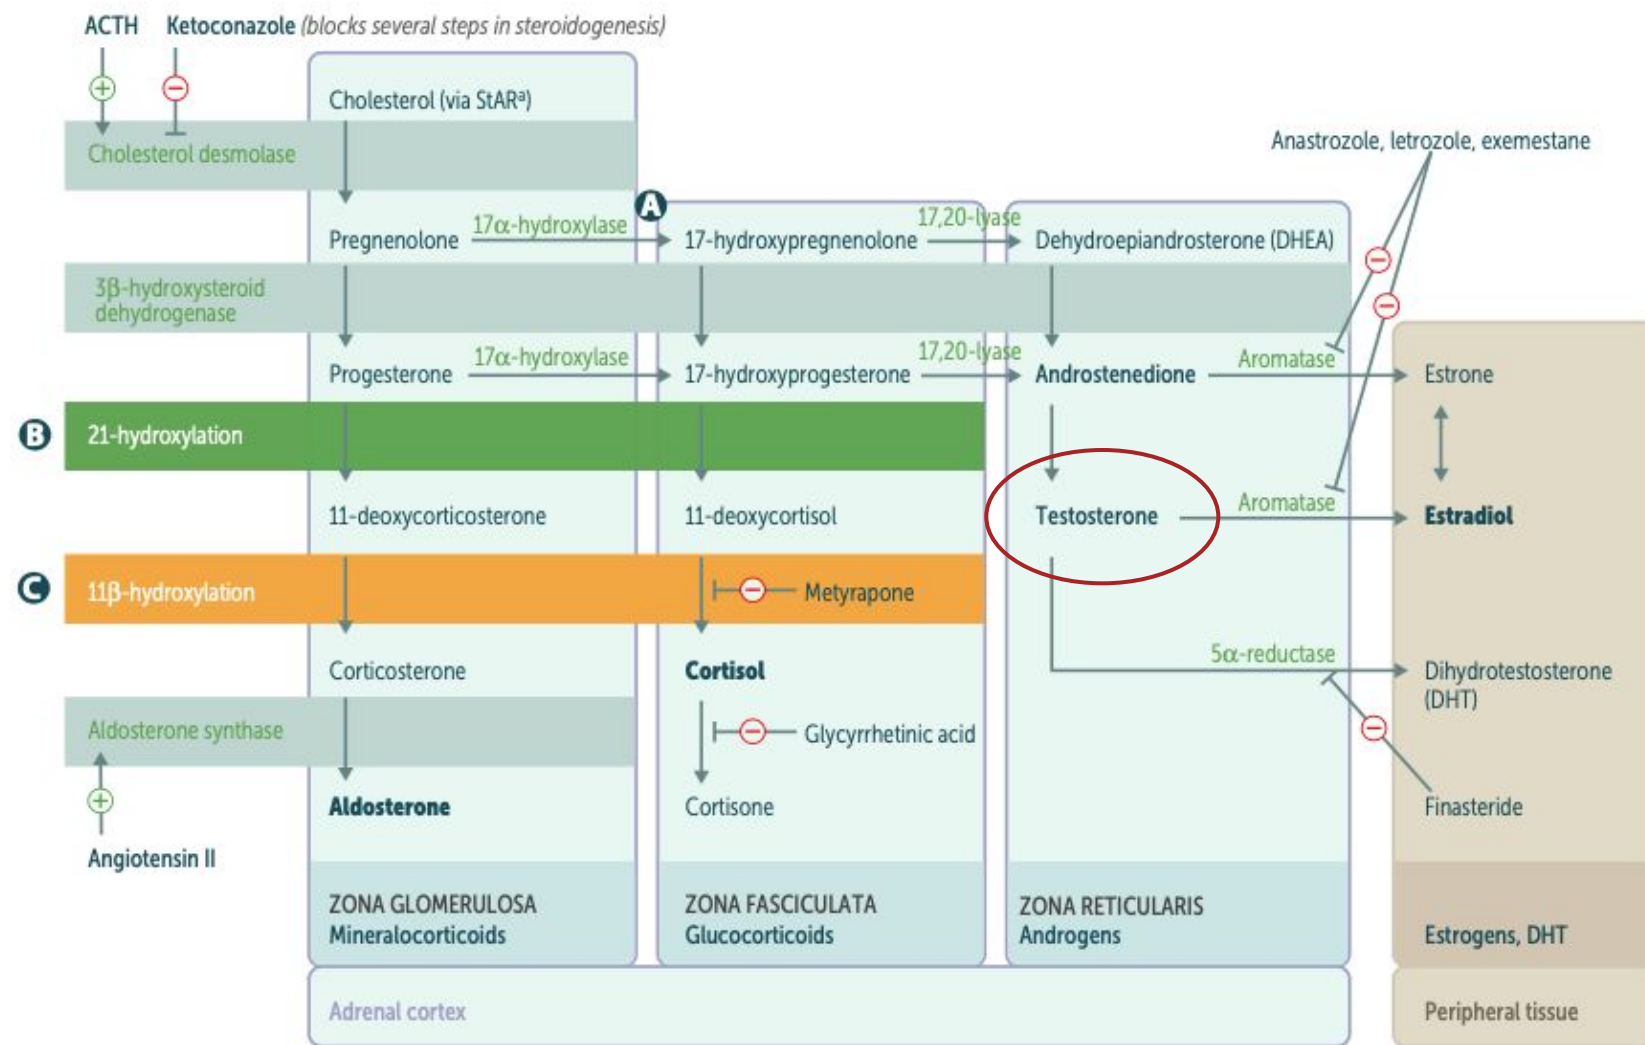 ACTH
Ketoconazole (blocks several steps in steroidogenesis)
Cholesterol (via StARᵃ)
Cholesterol desmolase
Anastrozole, letrozole, exemestane
A
Pregnenolone
17α-hydroxylase
17-hydroxypregnenolone
17,20-lyase
Dehydroepiandrosterone (DHEA)
3β-hydroxysteroid
dehydrogenase
Progesterone
17α-hydroxylase
17-hydroxyprogesterone
17,20-lyase
Androstenedione
Aromatase
Estrone
B
21-hydroxylation
11-deoxycorticosterone
11-deoxycortisol
Testosterone
Aromatase
Estradiol
C
11β-hydroxylation
Metyrapone
Corticosterone
Cortisol
5α-reductase
Dihydrotestosterone
(DHT)
Aldosterone synthase
Glycyrrhetinic acid
Aldosterone
Cortisone
Finasteride
Angiotensin II
ZONA GLOMERULOSA
Mineralocorticoids
ZONA FASCICULATA
Glucocorticoids
ZONA RETICULARIS
Androgens
Estrogens, DHT
Adrenal cortex
Peripheral tissue